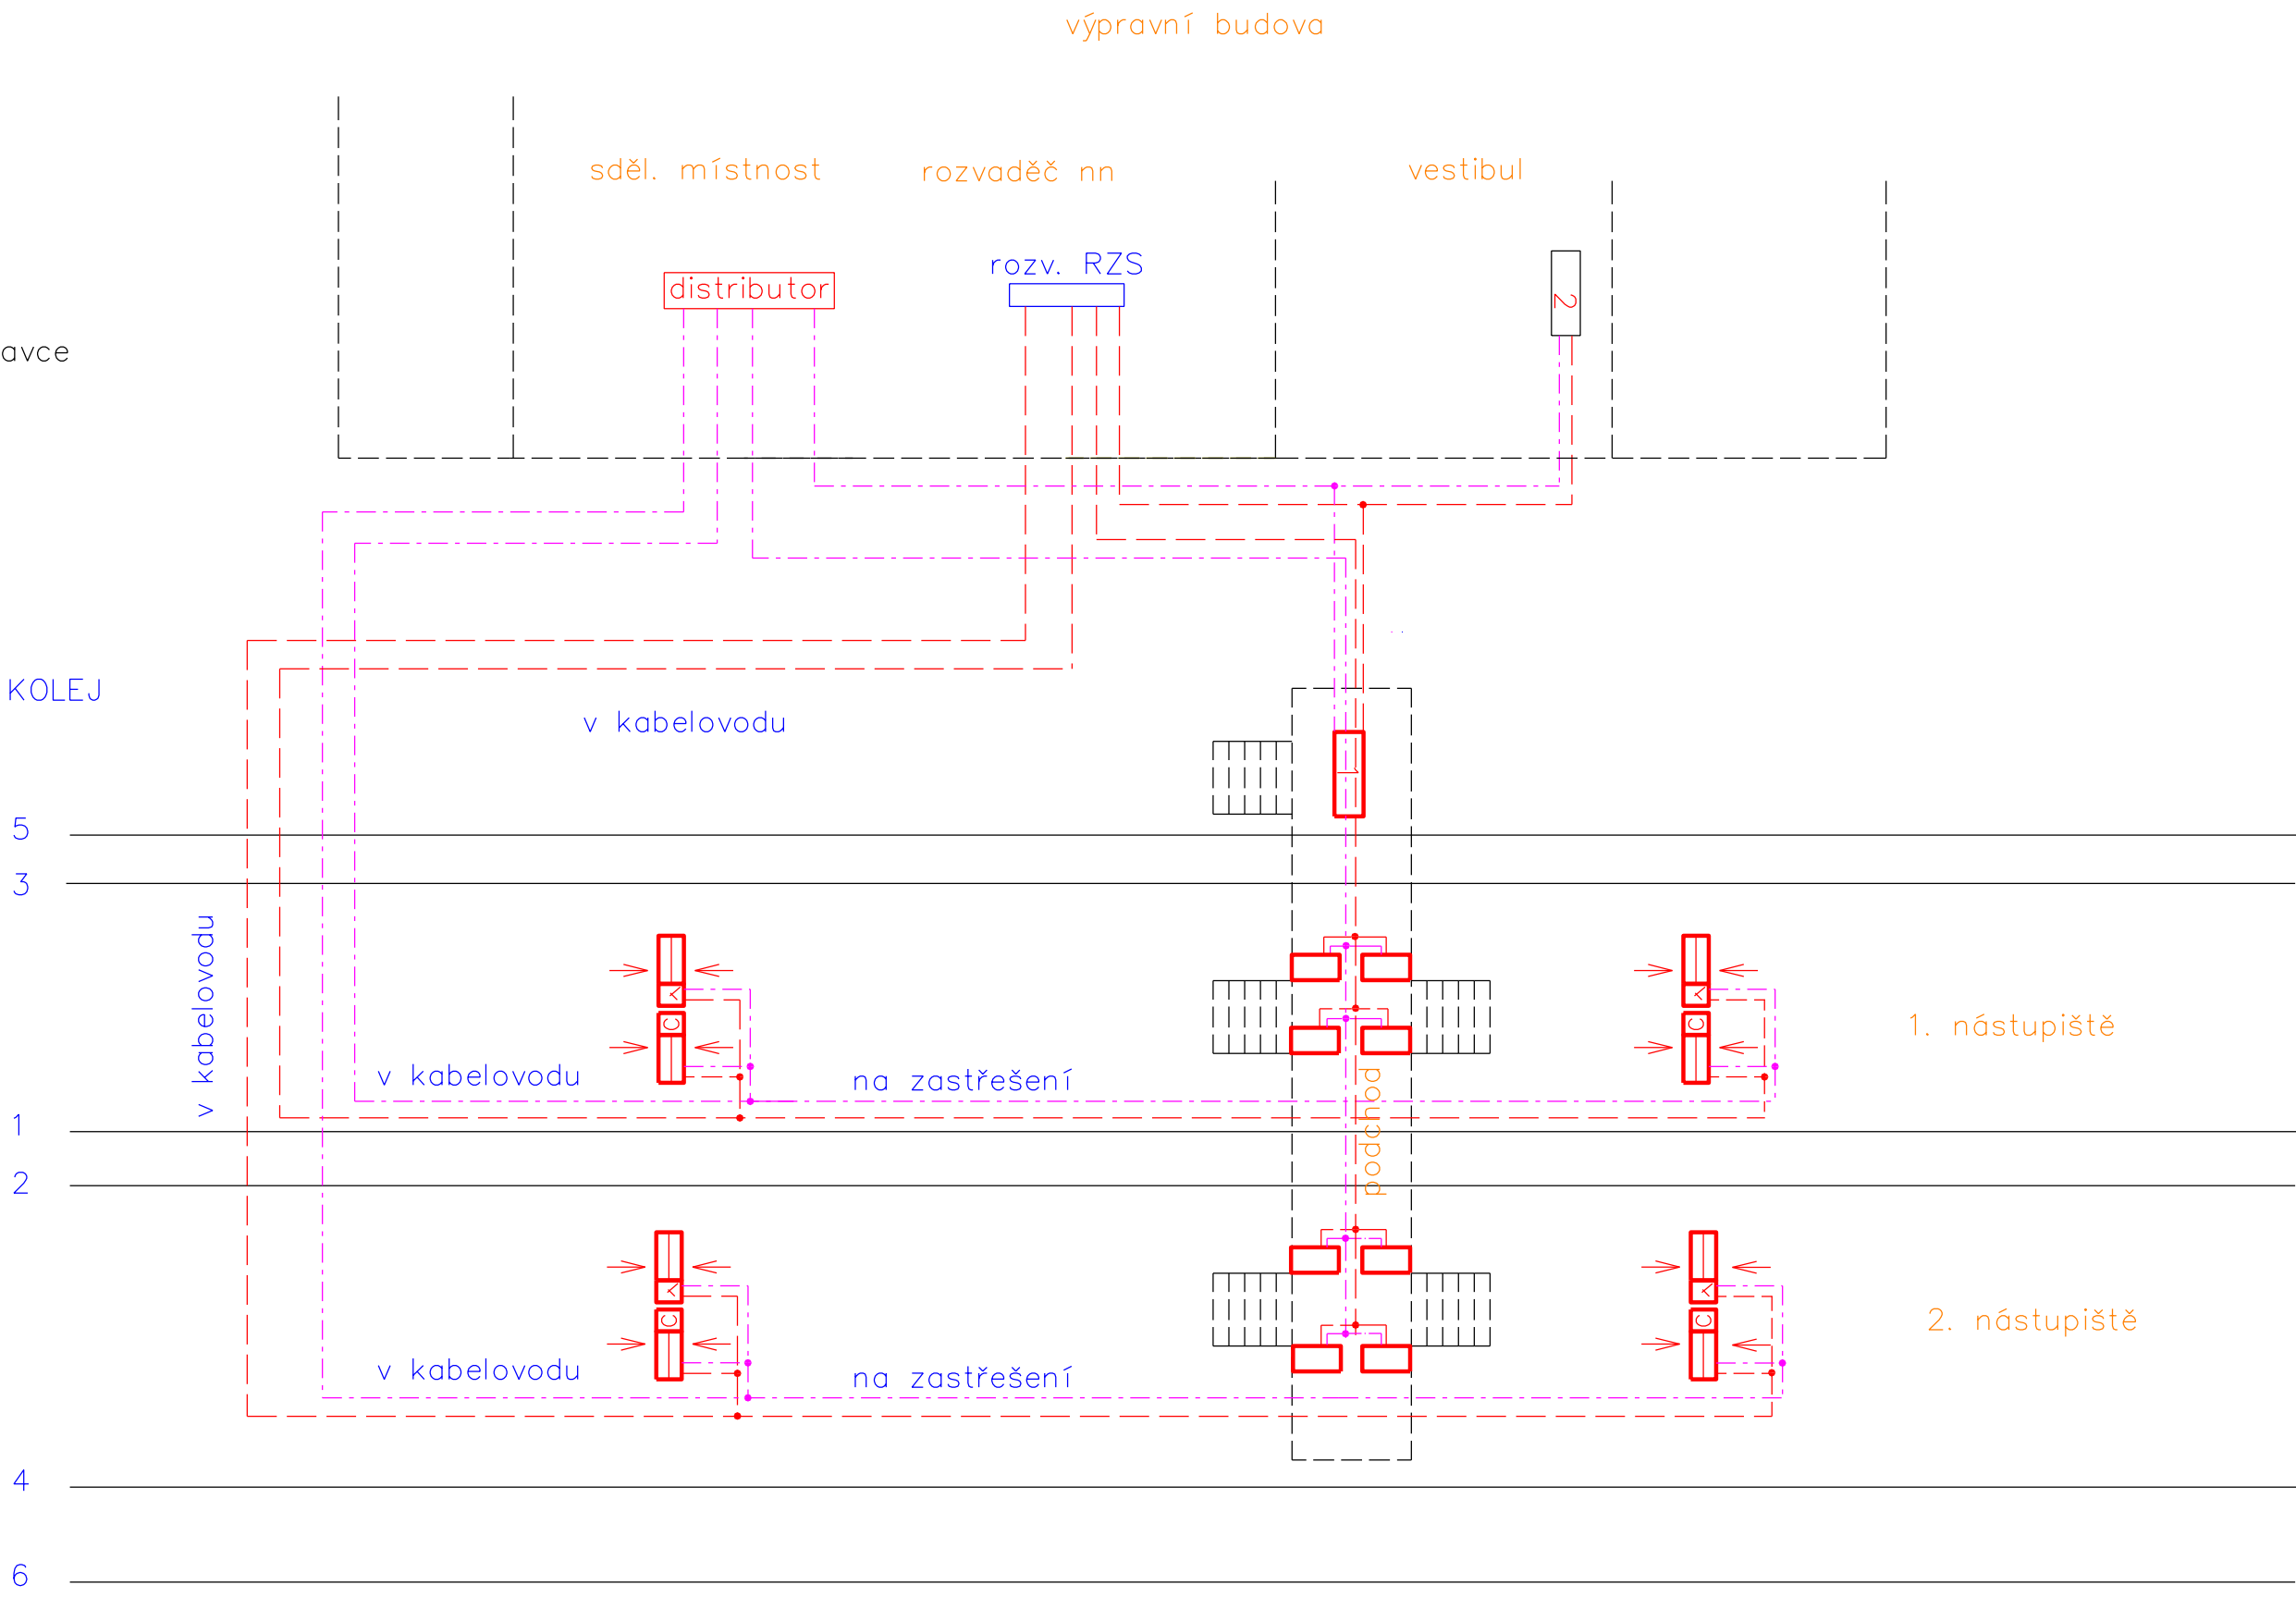 výpravní budova
sděl. místnost
rozvaděč nn
vestibul
rozv. RZS
distributor
2
avce
KOLEJ
v kabelovodu
1
5
3
v kabelovodu
K
C
K
C
1. nástupiště
v kabelovodu
na zastřešení
podchod
1
2
K
C
K
C
2. nástupiště
v kabelovodu
na zastřešení
4
6